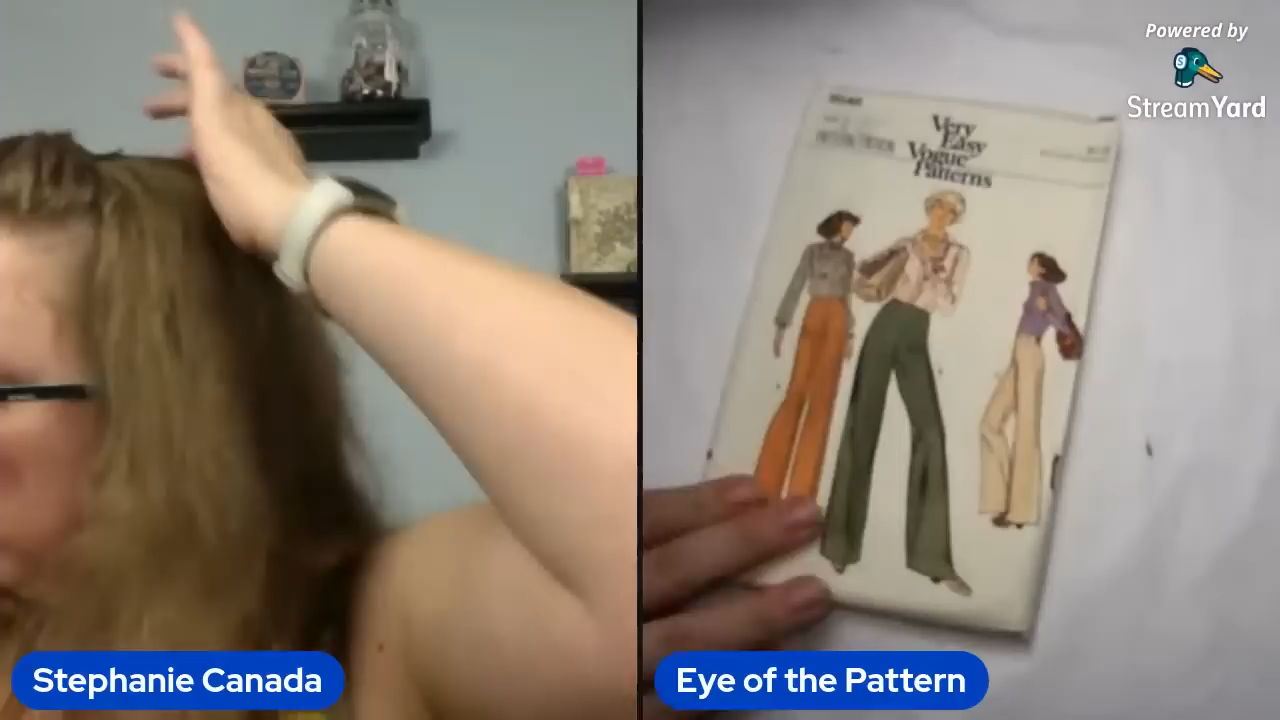 Powered by
StreamYard
Very
Easy
Vogue
Patterns
Stephanie Canada
Eye of the Pattern